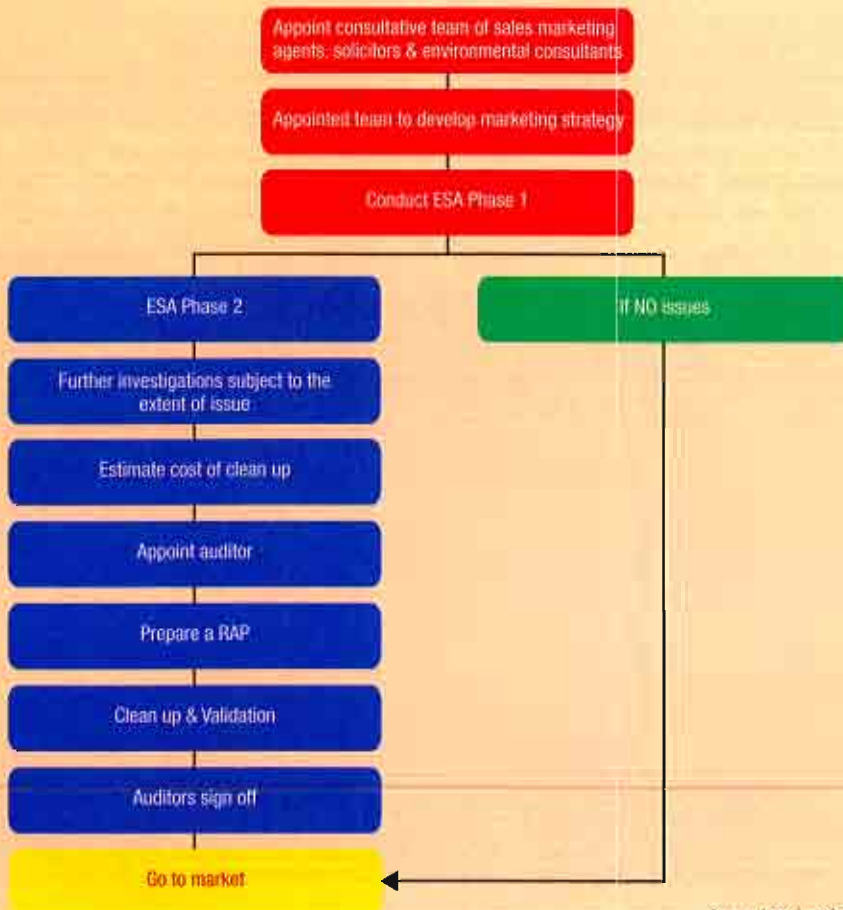 Appoint consultative team of sales marketing
agents, solicitors & environmental consultants
Appointed team to develop marketing strategy
Conduct ESA Phase 1
ESA Phase 2
If NO issues
Further investigations subject to the
extent of issue
Estimate cost of clean up
Appoint auditor
Prepare a RAP
Clean up & Validation
Auditors sign off
Go to market